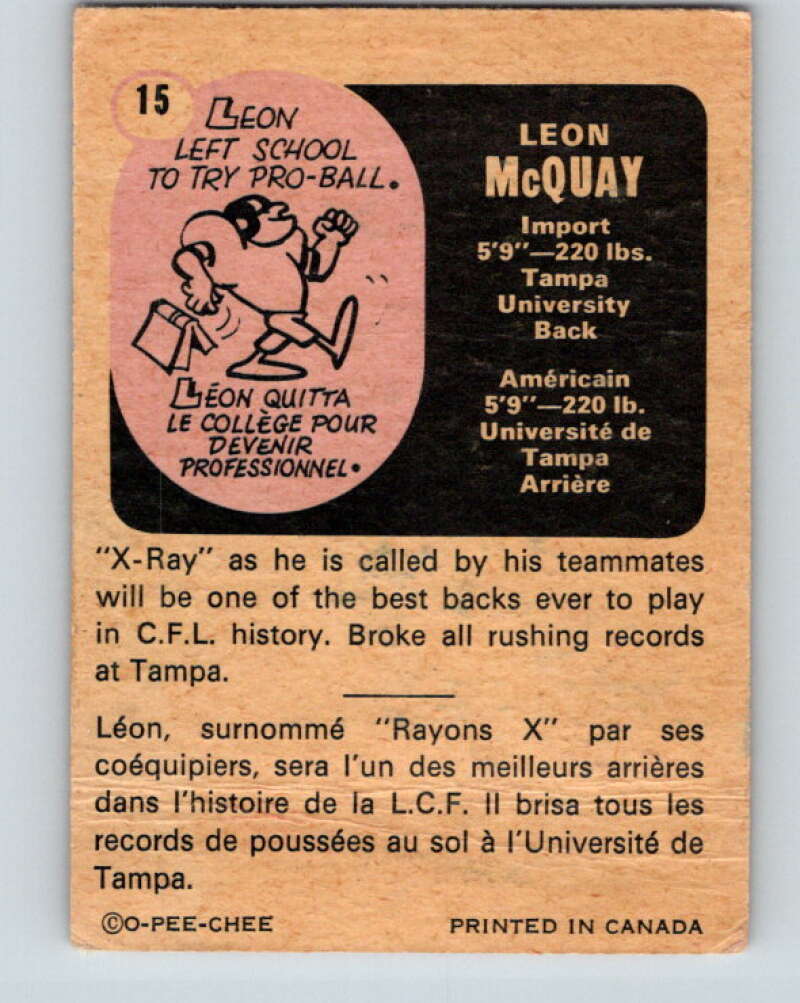 15
LEON
LEFT SCHOOL
TO TRY PRO-BALL.
LÉON QUITTA
LE COLLÈGE POUR
DEVENIR
PROFESSIONNEL.
LEON
McQUAY
Import
5'9"—220 lbs.
Tampa
University
Back
Américain
5'9"—220 lb.
Université de
Tampa
Arrière
"X-Ray" as he is called by his teammates
will be one of the best backs ever to play
in C.F.L. history. Broke all rushing records
at Tampa.
Léon, surnommé "Rayons X" par ses
coéquipiers, sera l'un des meilleurs arrières
dans l'histoire de la L.C.F. Il brisa tous les
records de poussées au sol à l'Université de
Tampa.
©O-PEE-CHEE
PRINTED IN CANADA